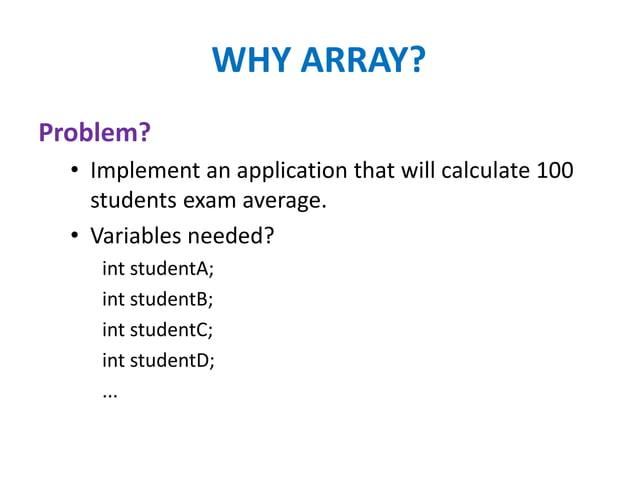 WHY ARRAY?
Problem?
• Implement an application that will calculate 100
students exam average.
• Variables needed?
int studentA;
int studentB;
int studentC;
int studentD;
...